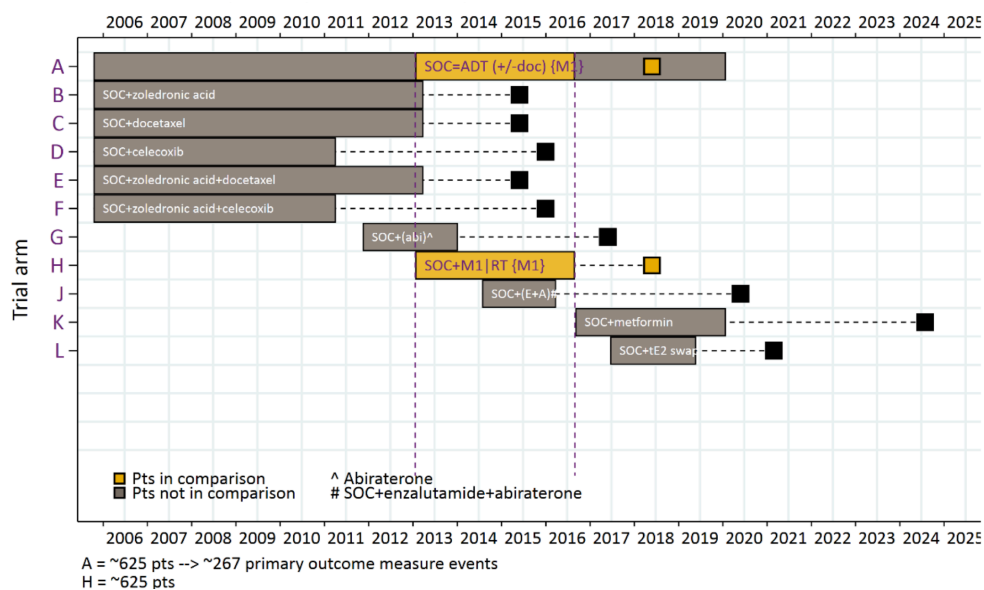 2006 2007 2008 2009 2010 2011 2012 2013 2014 2015 2016 2017 2018 2019 2020 2021 2022 2023 2024 2025
Trial arm
A SOC=ADT (+/-doc) {M1}
B SOC+zoledronic acid
C SOC+docetaxel
D SOC+celecoxib
E SOC+zoledronic acid+docetaxel
F SOC+zoledronic acid+celecoxib
G SOC+(abi)^
H SOC+M1|RT {M1}
J SOC+(E+A)#
K SOC+metformin
L SOC+tE2 swap
Pts in comparison ^ Abiraterone
Pts not in comparison # SOC+enzalutamide+abiraterone
2006 2007 2008 2009 2010 2011 2012 2013 2014 2015 2016 2017 2018 2019 2020 2021 2022 2023 2024 2025
A = ~625 pts --> ~267 primary outcome measure events
H = ~625 pts